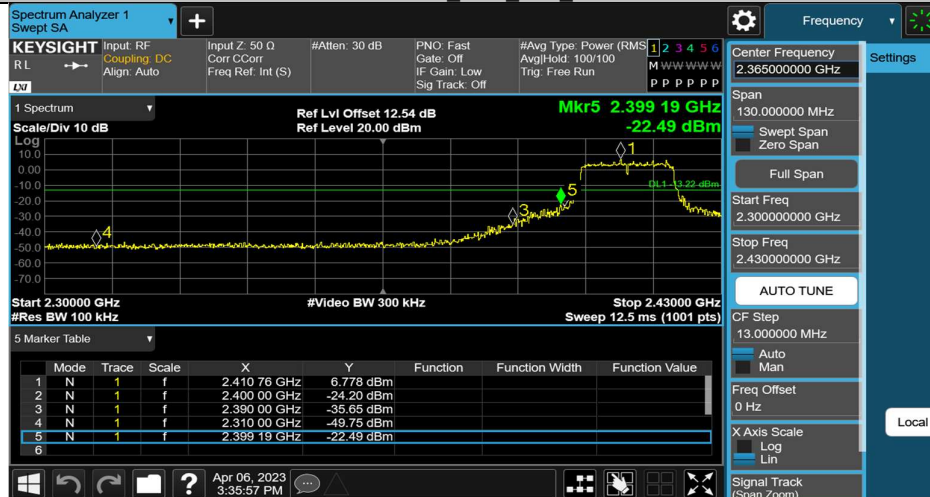 Spectrum Analyzer 1
Swept SA
+
Frequency
KEYSIGHT
RL
LXI
Input: RF
Coupling: DC
Align: Auto
Input Z: 50 Ω
Corr CCorr
Freq Ref: Int (S)
#Atten: 30 dB
PNO: Fast
Gate: Off
IF Gain: Low
Sig Track: Off
#Avg Type: Power (RMS
Avg|Hold: 100/100
Trig: Free Run
1 2 3 4 5 6
M W W W W W
P P P P P P
1 Spectrum
Scale/Div 10 dB
Ref Lvl Offset 12.54 dB
Ref Level 20.00 dBm
Mkr5 2.399 19 GHz
-22.49 dBm
Log
10.0
0.00
-10.0
-20.0
-30.0
-40.0
-50.0
-60.0
-70.0
1
DL1 -13.22 dBm
5
3
4
Start 2.30000 GHz
#Video BW 300 kHz
Stop 2.43000 GHz
#Res BW 100 kHz
Sweep 12.5 ms (1001 pts)
5 Marker Table
Mode Trace Scale X Y Function Function Width Function Value
1 N 1 f 2.410 76 GHz 6.778 dBm
2 N 1 f 2.400 00 GHz -24.20 dBm
3 N 1 f 2.390 00 GHz -35.65 dBm
4 N 1 f 2.310 00 GHz -49.75 dBm
5 N 1 f 2.399 19 GHz -22.49 dBm
6
?
Apr 06, 2023
3:35:57 PM
Center Frequency
2.365000000 GHz
Settings
Span
130.000000 MHz
Swept Span
Zero Span
Full Span
Start Freq
2.300000000 GHz
Stop Freq
2.430000000 GHz
AUTO TUNE
CF Step
13.000000 MHz
Auto
Man
Freq Offset
0 Hz
Local
X Axis Scale
Log
Lin
Signal Track
(Span Zoom)